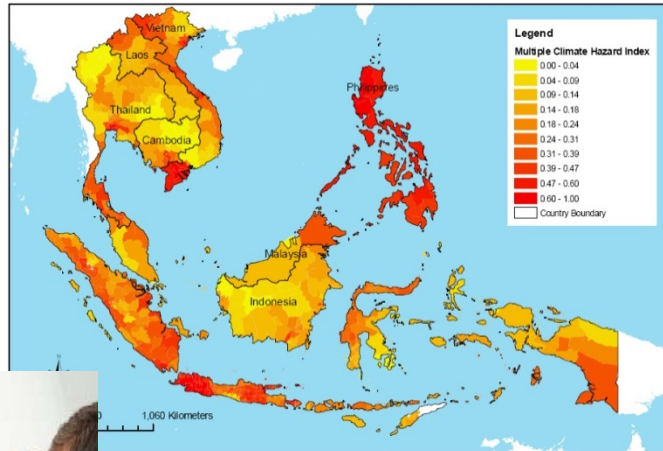 Vietnam
Laos
Philippines
Thailand
Cambodia
Malaysia
Indonesia
Legend
Multiple Climate Hazard Index
0.00 - 0.04
0.04 - 0.09
0.09 - 0.14
0.14 - 0.18
0.18 - 0.24
0.24 - 0.31
0.31 - 0.39
0.39 - 0.47
0.47 - 0.60
0.60 - 1.00
Country Boundary
1,060 Kilometers